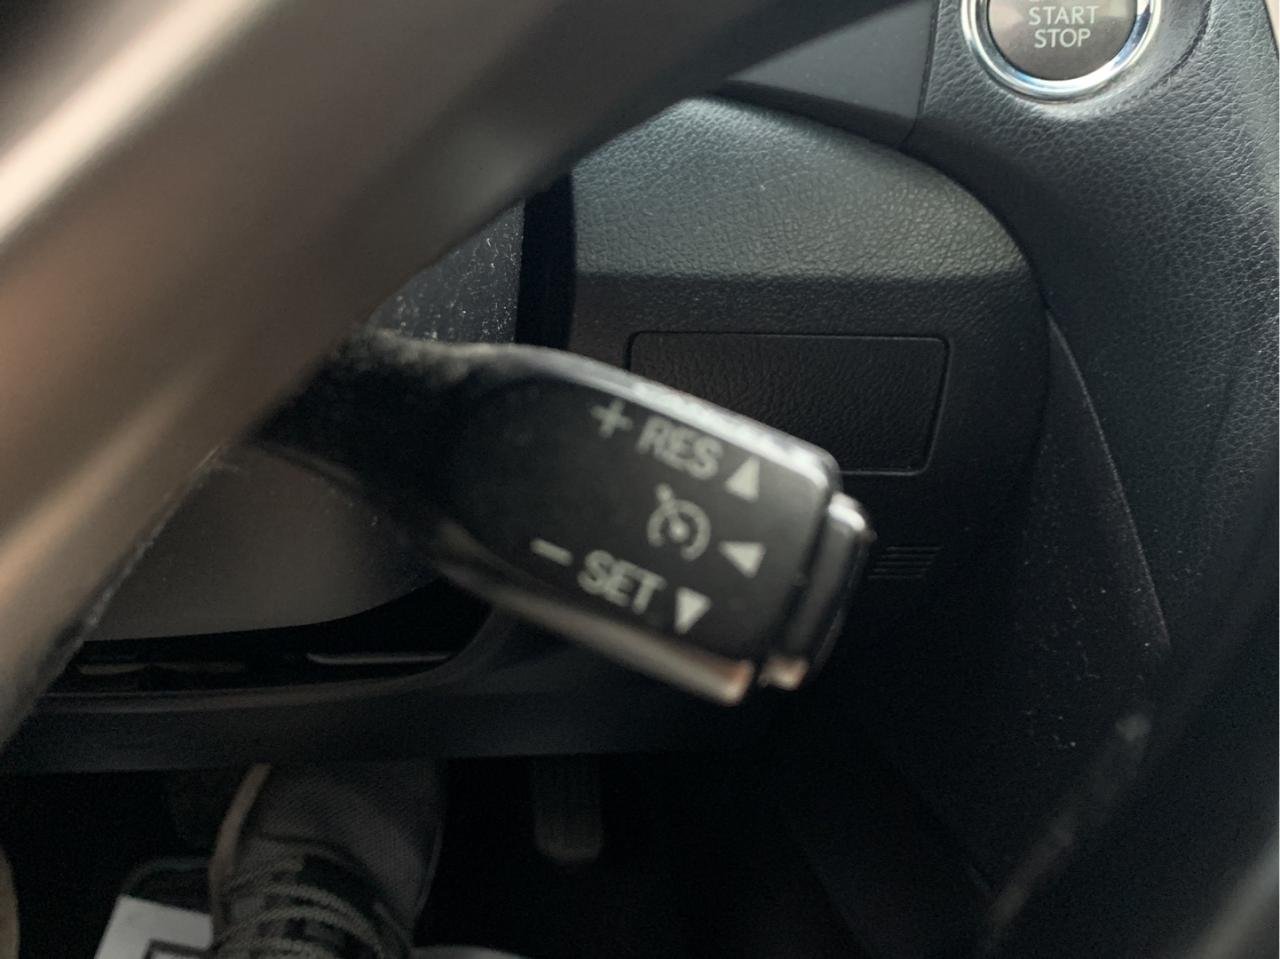 START
STOP
+ RES
- SET